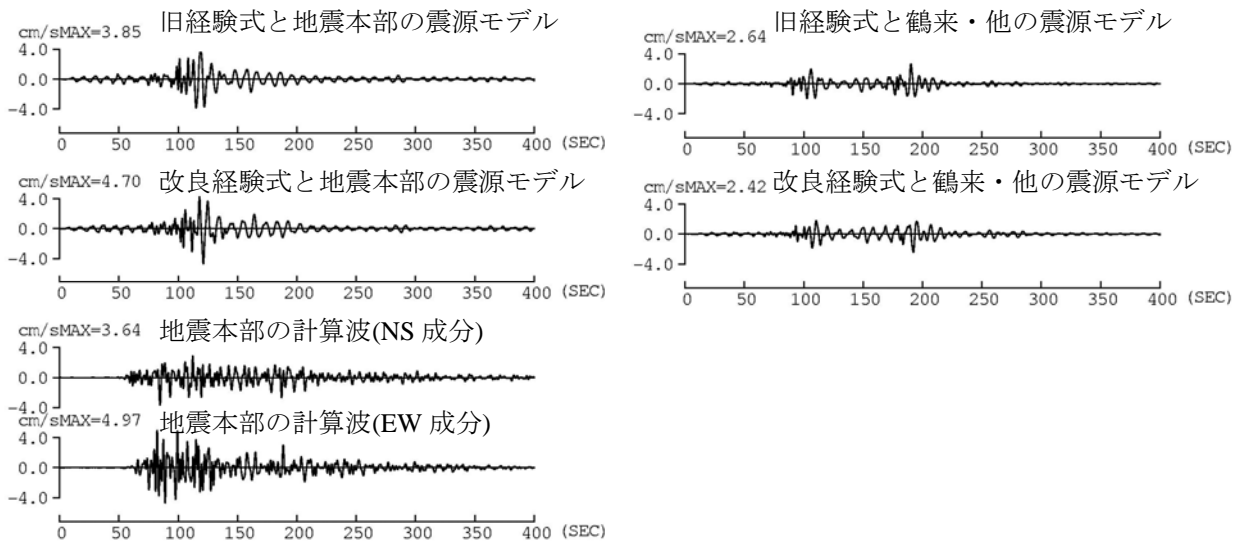 旧経験式と地震本部の震源モデル
cm/sMAX=3.85
4.0
0.0
-4.0
0 50 100 150 200 250 300 350 400 (SEC)
改良経験式と地震本部の震源モデル
cm/sMAX=4.70
4.0
0.0
-4.0
0 50 100 150 200 250 300 350 400 (SEC)
cm/sMAX=3.64 地震本部の計算波(NS 成分)
4.0
0.0
-4.0
cm/sMAX=4.97 地震本部の計算波(EW 成分)
4.0
0.0
-4.0
0 50 100 150 200 250 300 350 400 (SEC)
旧経験式と鶴来・他の震源モデル
cm/sMAX=2.64
4.0
0.0
-4.0
0 50 100 150 200 250 300 350 400 (SEC)
cm/sMAX=2.42 改良経験式と鶴来・他の震源モデル
4.0
0.0
-4.0
0 50 100 150 200 250 300 350 400 (SEC)